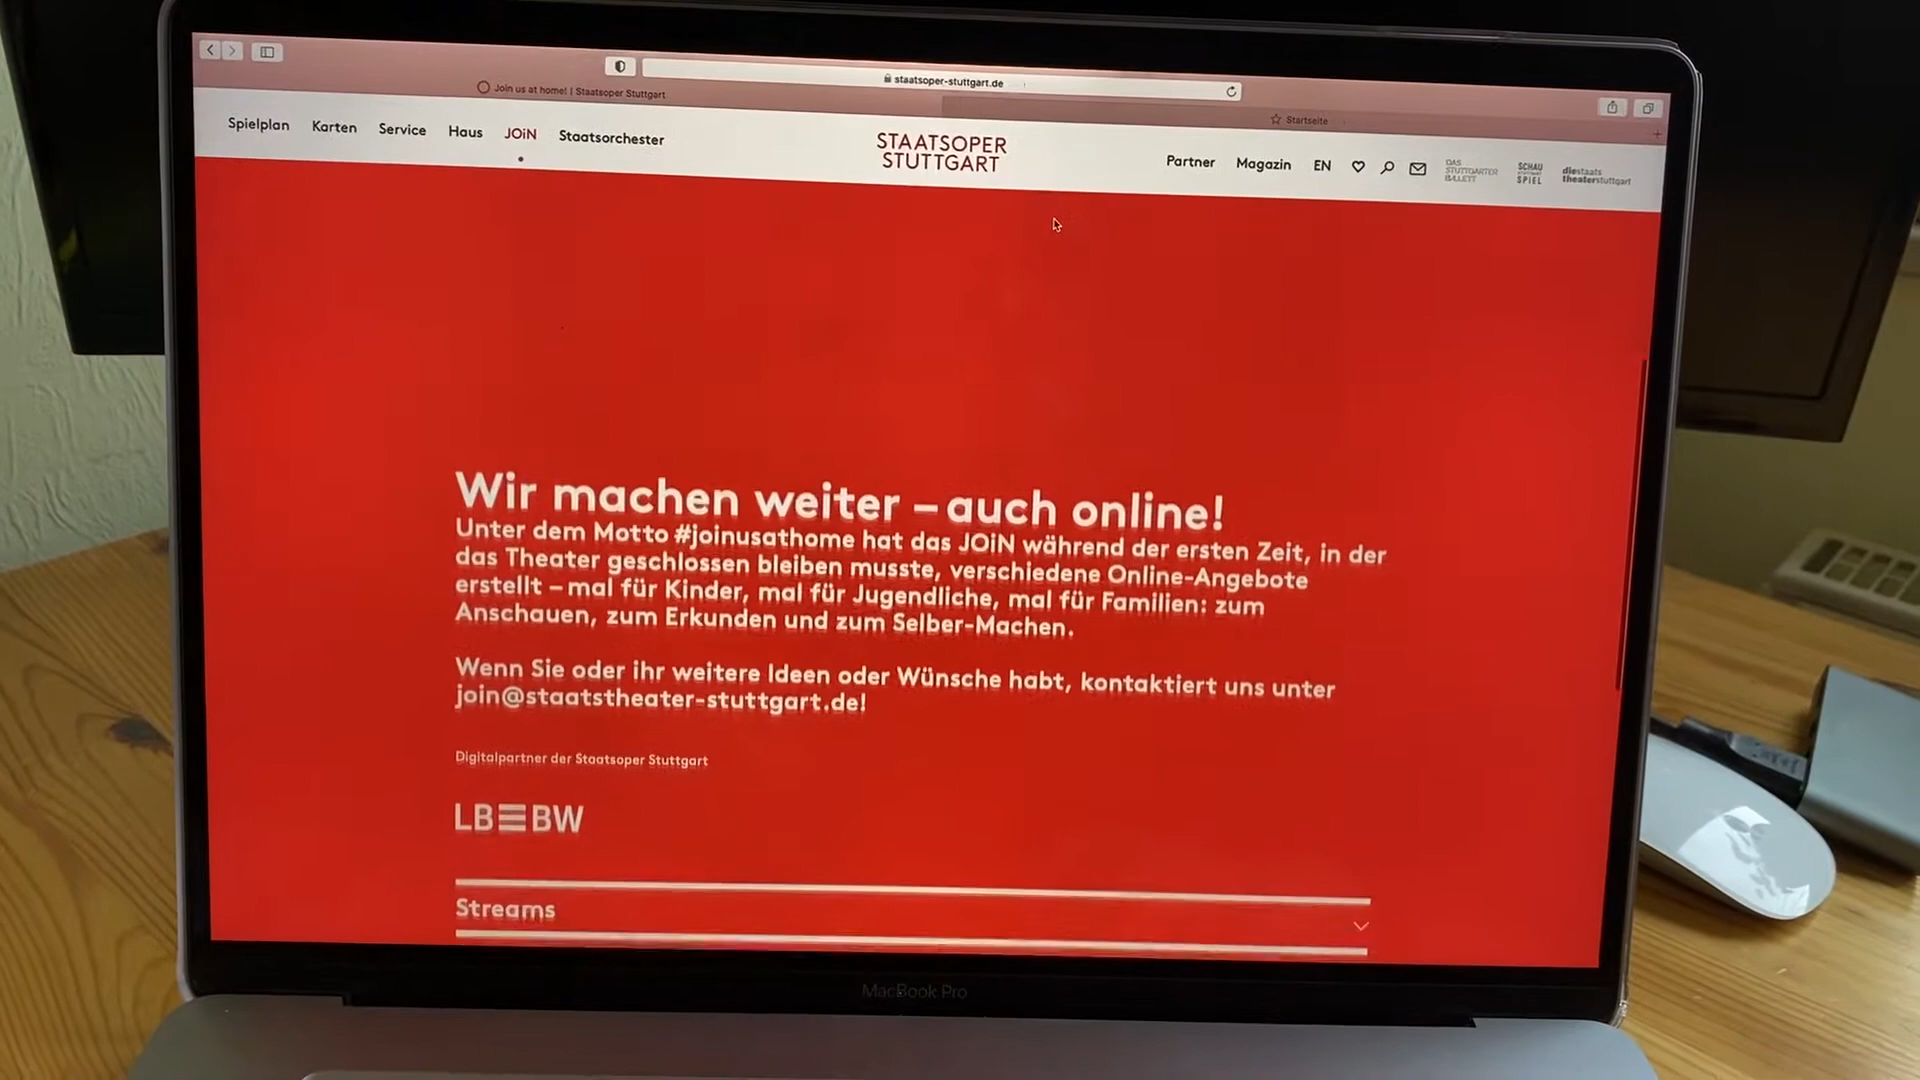 staatsoper-stuttgart.de
Join us at home! | Staatsoper Stuttgart
Startseite
Spielplan Karten Service Haus JOiN Staatsorchester
STAATSOPER
STUTTGART
Partner Magazin EN
DAS
STUTTGARTER
BALLETT
SCHAU
SPIEL
diestaats
theaterstuttgart
Wir machen weiter – auch online!
Unter dem Motto #joinusathome hat das JOiN während der ersten Zeit, in der
das Theater geschlossen bleiben musste, verschiedene Online-Angebote
erstellt – mal für Kinder, mal für Jugendliche, mal für Familien: zum
Anschauen, zum Erkunden und zum Selber-Machen.
Wenn Sie oder ihr weitere Ideen oder Wünsche habt, kontaktiert uns unter
join@staatstheater-stuttgart.de!
Digitalpartner der Staatsoper Stuttgart
LB☰BW
Streams
MacBook Pro